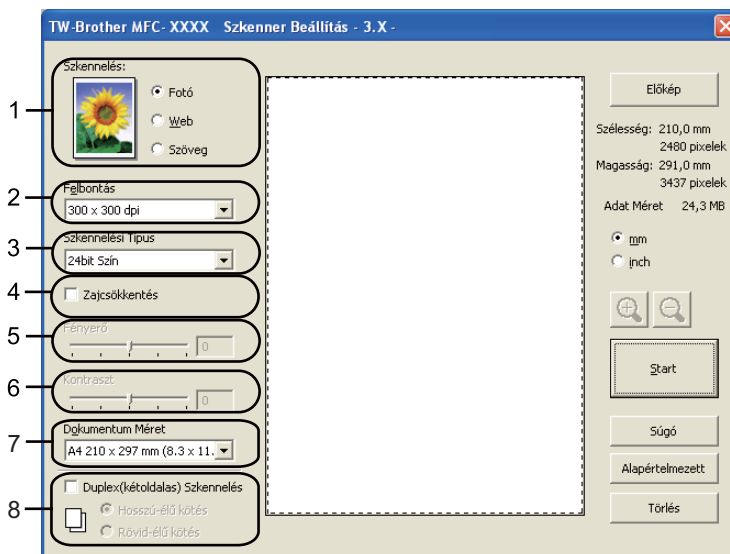 TW-Brother MFC- XXXX Szkenner Beállítás - 3.X -
1
Szkennelés:
Fotó
Web
Szöveg
2
Felbontás
300 x 300 dpi
3
Szkennelési Tipus
24bit Szín
4
Zajcsökkentés
5
Fényerő
0
6
Kontraszt
0
7
Dokumentum Méret
A4 210 x 297 mm (8.3 x 11.
8
Duplex(kétoldalas) Szkennelés
Hosszú-élű kötés
Rövid-élű kötés
Előkép
Szélesség: 210,0 mm
2480 pixelek
Magasság: 291,0 mm
3437 pixelek
Adat Méret 24,3 MB
mm
inch
Start
Súgó
Alapértelmezett
Törlés